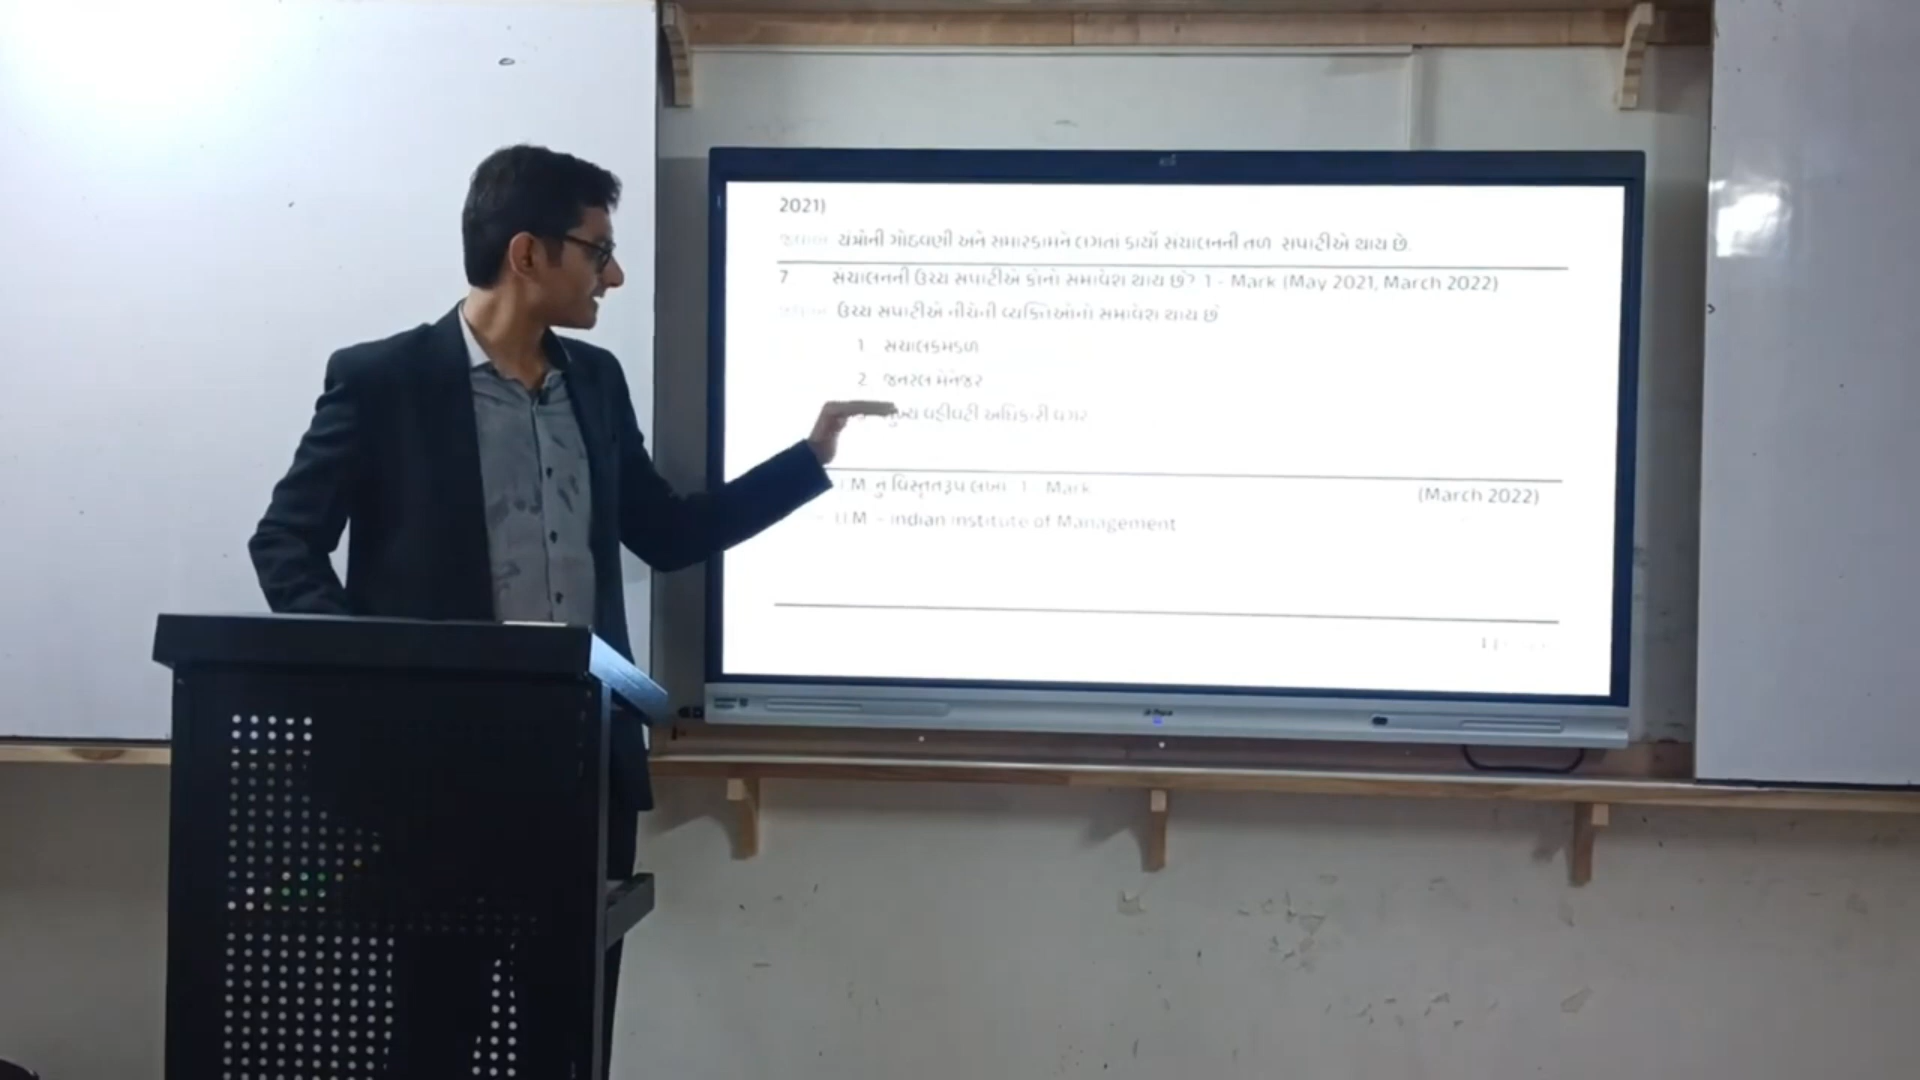 2021)
જવાબ યંત્રોની ગોઠવણી અને સમારકામને લગતાં કાર્યો સંચાલનની તળ સપાટીએ થાય છે.
7 સંચાલનની ઉચ્ચ સપાટીએ કોનો સમાવેશ થાય છે? 1 - Mark (May 2021, March 2022)
જવાબ ઉચ્ચ સપાટીએ નીચેની વ્યક્તિઓનો સમાવેશ થાય છે
1. સંચાલકમંડળ
2. જનરલ મેનેજર
મુખ્ય વહીવટી અધિકારી વગેરે
I.M નું વિસ્તૃતરૂપ લખો. 1 - Mark (March 2022)
I.I.M – Indian Institute of Management